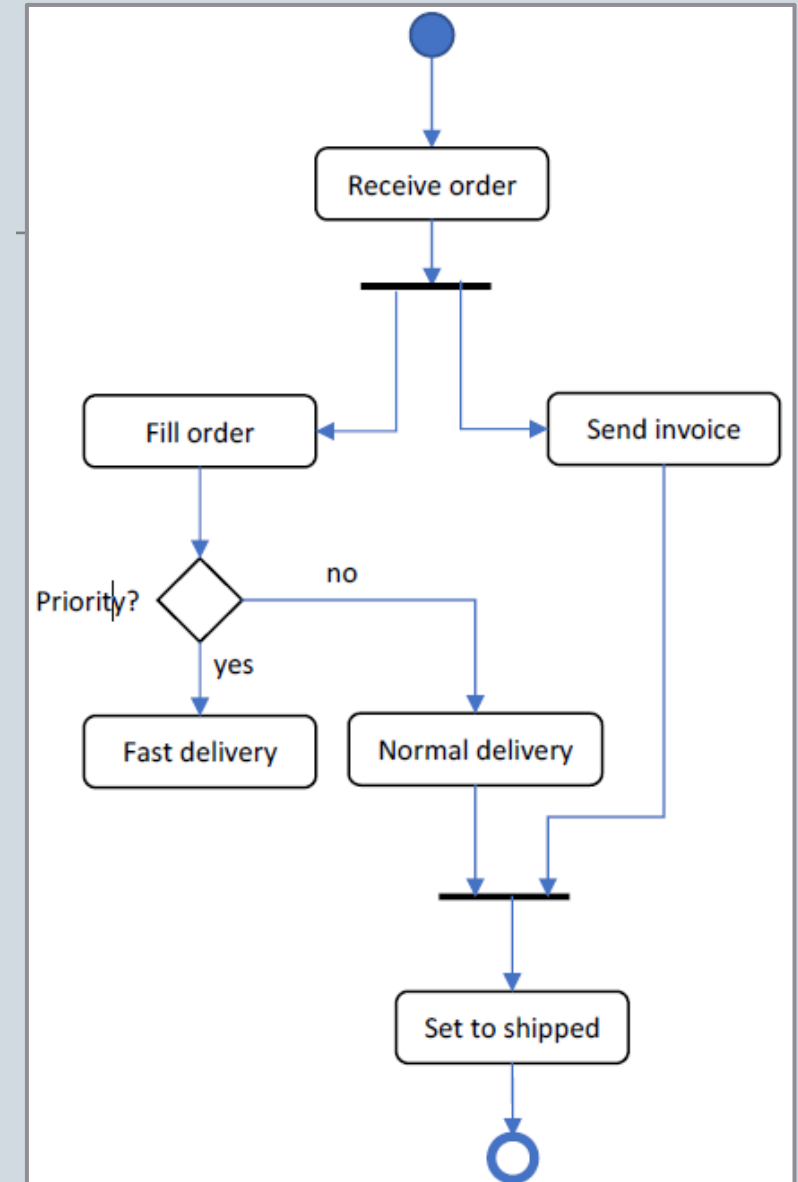 Receive order
Fill order
Send invoice
no
Priority?
yes
Fast delivery
Normal delivery
Set to shipped